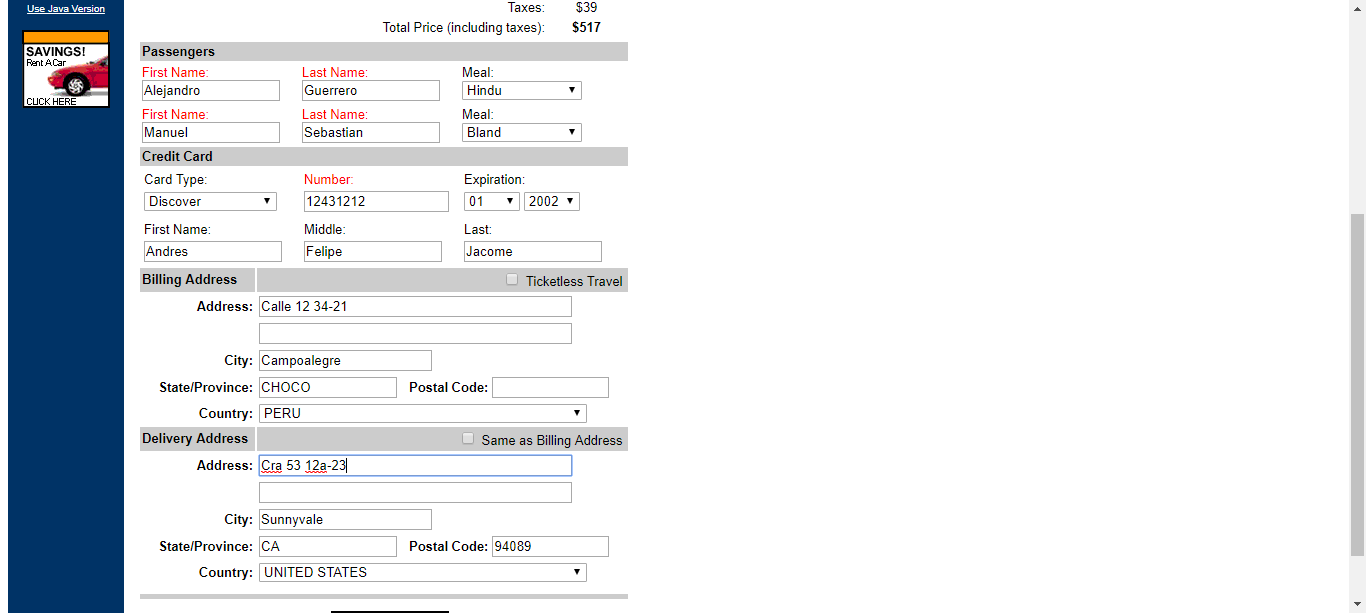 Use Java Version
Taxes: $39
Total Price (including taxes): $517
SAVINGS!
Rent A Car
CLICK HERE
Passengers
First Name: Last Name: Meal:
Alejandro Guerrero Hindu
First Name: Last Name: Meal:
Manuel Sebastian Bland
Credit Card
Card Type: Number: Expiration:
Discover 12431212 01 2002
First Name: Middle: Last:
Andres Felipe Jacome
Billing Address Ticketless Travel
Address: Calle 12 34-21
City: Campoalegre
State/Province: CHOCO Postal Code:
Country: PERU
Delivery Address Same as Billing Address
Address: Cra 53 12a-23
City: Sunnyvale
State/Province: CA Postal Code: 94089
Country: UNITED STATES